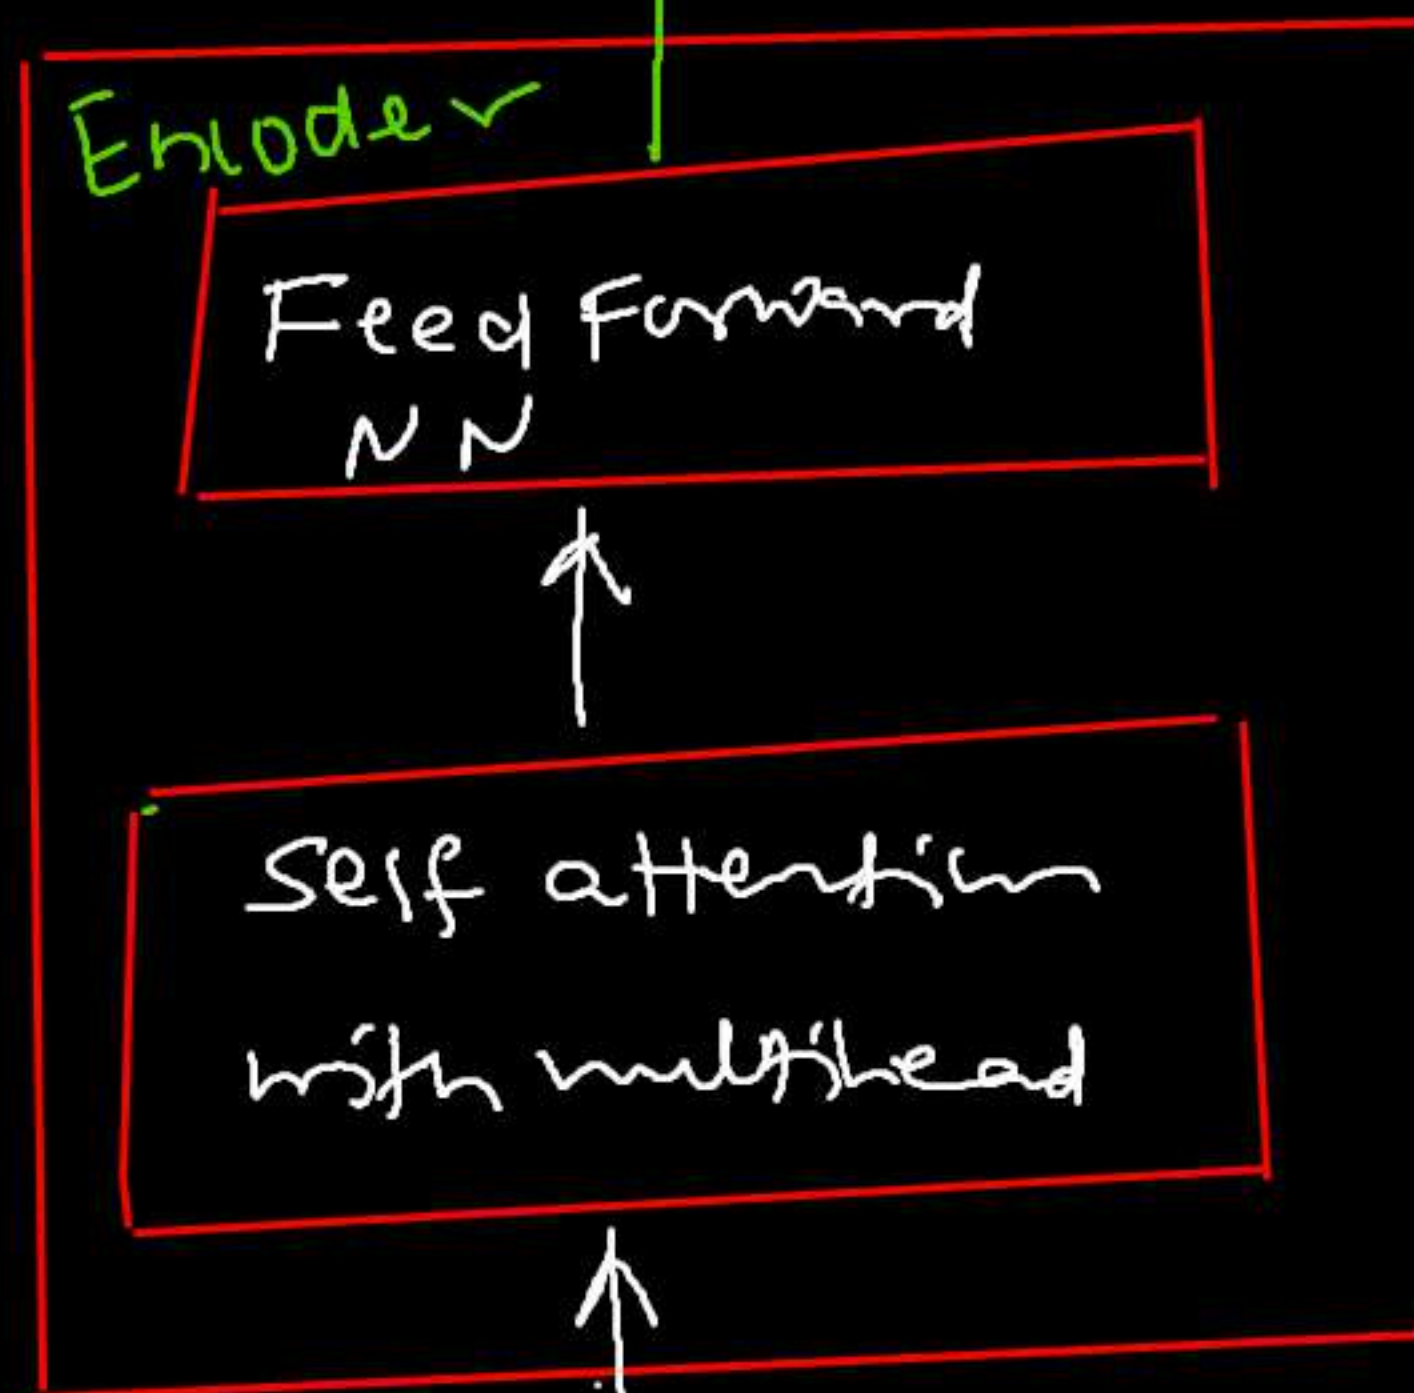 Encoder
Feed Forward
NN
Self attention
with multihead